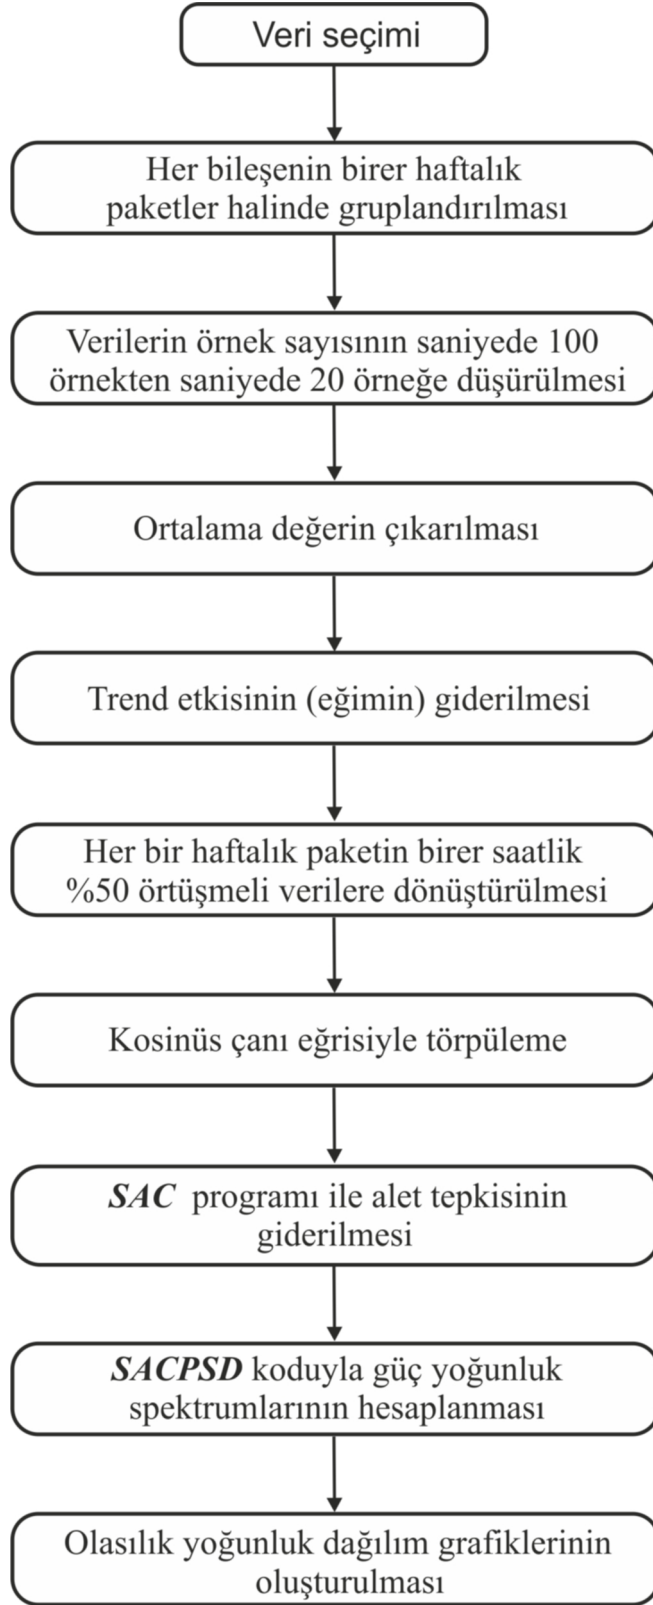 Veri seçimi
Her bileşenin birer haftalık
paketler halinde gruplandırılması
Verilerin örnek sayısının saniyede 100
örnekten saniyede 20 örneğe düşürülmesi
Ortalama değerin çıkarılması
Trend etkisinin (eğimin) giderilmesi
Her bir haftalık paketin birer saatlik
%50 örtüşmeli verilere dönüştürülmesi
Kosinüs çanı eğrisiyle törpüleme
SAC programı ile alet tepkisinin
giderilmesi
SACPSD koduyla güç yoğunluk
spektrumlarının hesaplanması
Olasılık yoğunluk dağılım grafiklerinin
oluşturulması